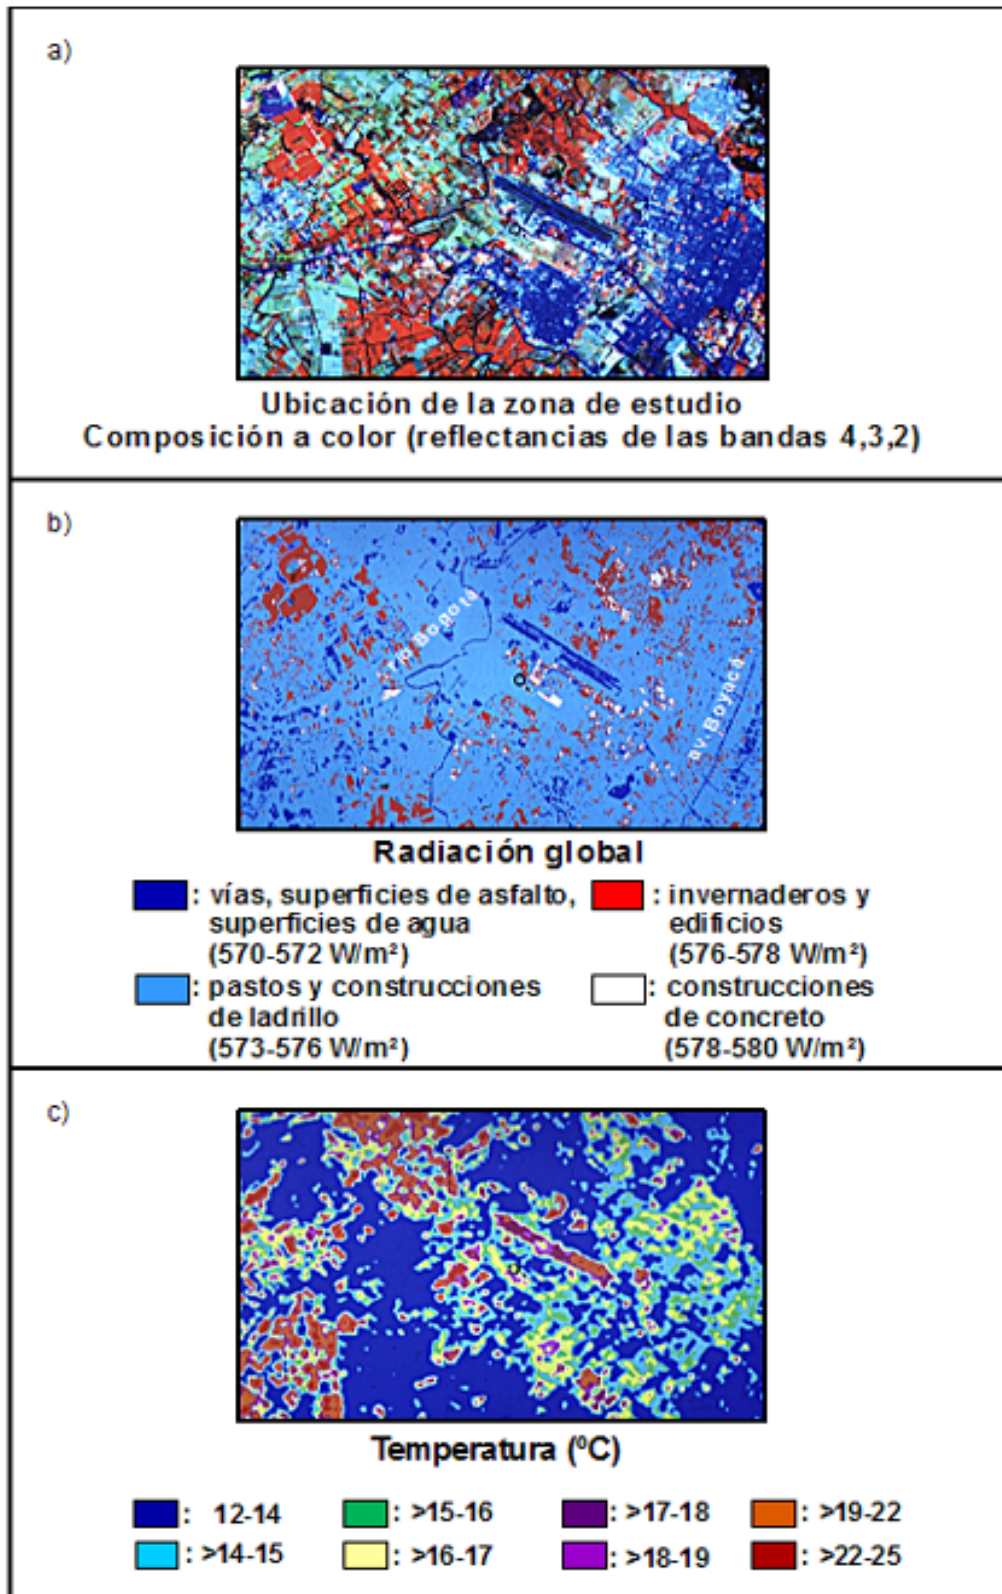 a)
Ubicación de la zona de estudio
Composición a color (reflectancias de las bandas 4,3,2)
b)
río Bogotá
av. Boyacá
Radiación global
: vías, superficies de asfalto,
superficies de agua
(570-572 W/m²)
: invernaderos y
edificios
(576-578 W/m²)
: pastos y construcciones
de ladrillo
(573-576 W/m²)
: construcciones
de concreto
(578-580 W/m²)
c)
Temperatura (ºC)
: 12-14
: >15-16
: >17-18
: >19-22
: >14-15
: >16-17
: >18-19
: >22-25